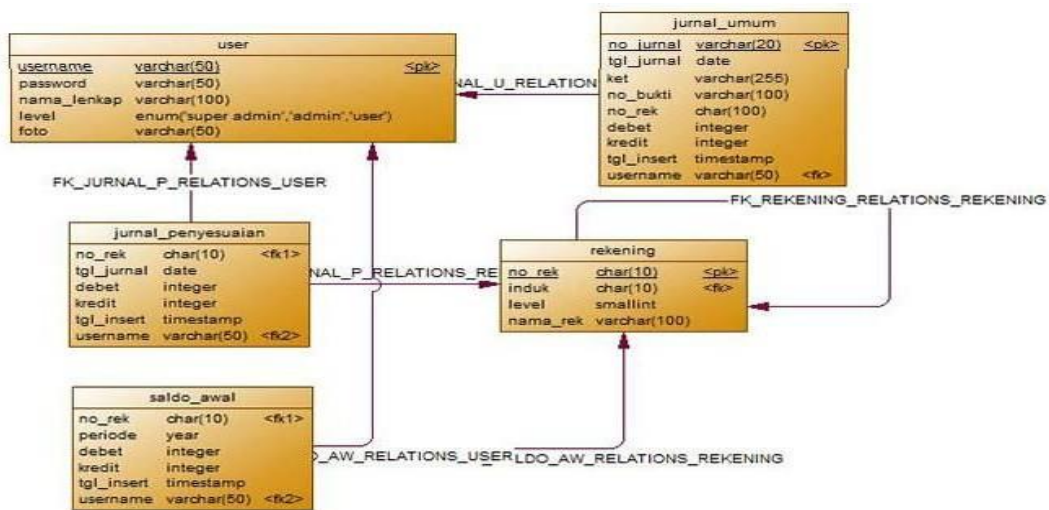 user
username varchar(50) <pk>
password varchar(50)
nama_lenkap varchar(100)
level enum('super admin','admin','user')
foto varchar(50)
NAL_U_RELATION
jurnal_umum
no_jurnal varchar(20) <pk>
tgl_jurnal date
ket varchar(255)
no_bukti varchar(100)
no_rek char(100)
debet integer
kredit integer
tgl_insert timestamp
username varchar(50) <fk>
FK_JURNAL_P_RELATIONS_USER
FK_REKENING_RELATIONS_REKENING
jurnal_penyesuaian
no_rek char(10) <fk1>
tgl_jurnal date
debet integer
kredit integer
tgl_insert timestamp
username varchar(50) <fk2>
NAL_P_RELATIONS_RE
rekening
no_rek char(10) <pk>
induk char(10) <fk>
level smallint
nama_rek varchar(100)
saldo_awal
no_rek char(10) <fk1>
periode year
debet integer
kredit integer
tgl_insert timestamp
username varchar(50) <fk2>
O_AW_RELATIONS_USER
LDO_AW_RELATIONS_REKENING